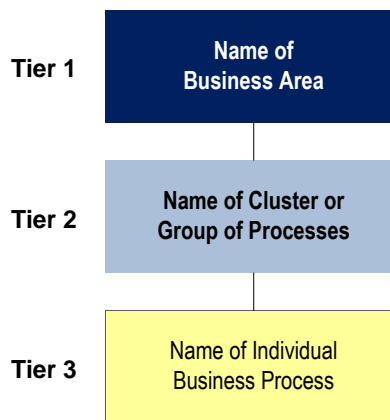 Tier 1
Name of
Business Area
Tier 2
Name of Cluster or
Group of Processes
Tier 3
Name of Individual
Business Process